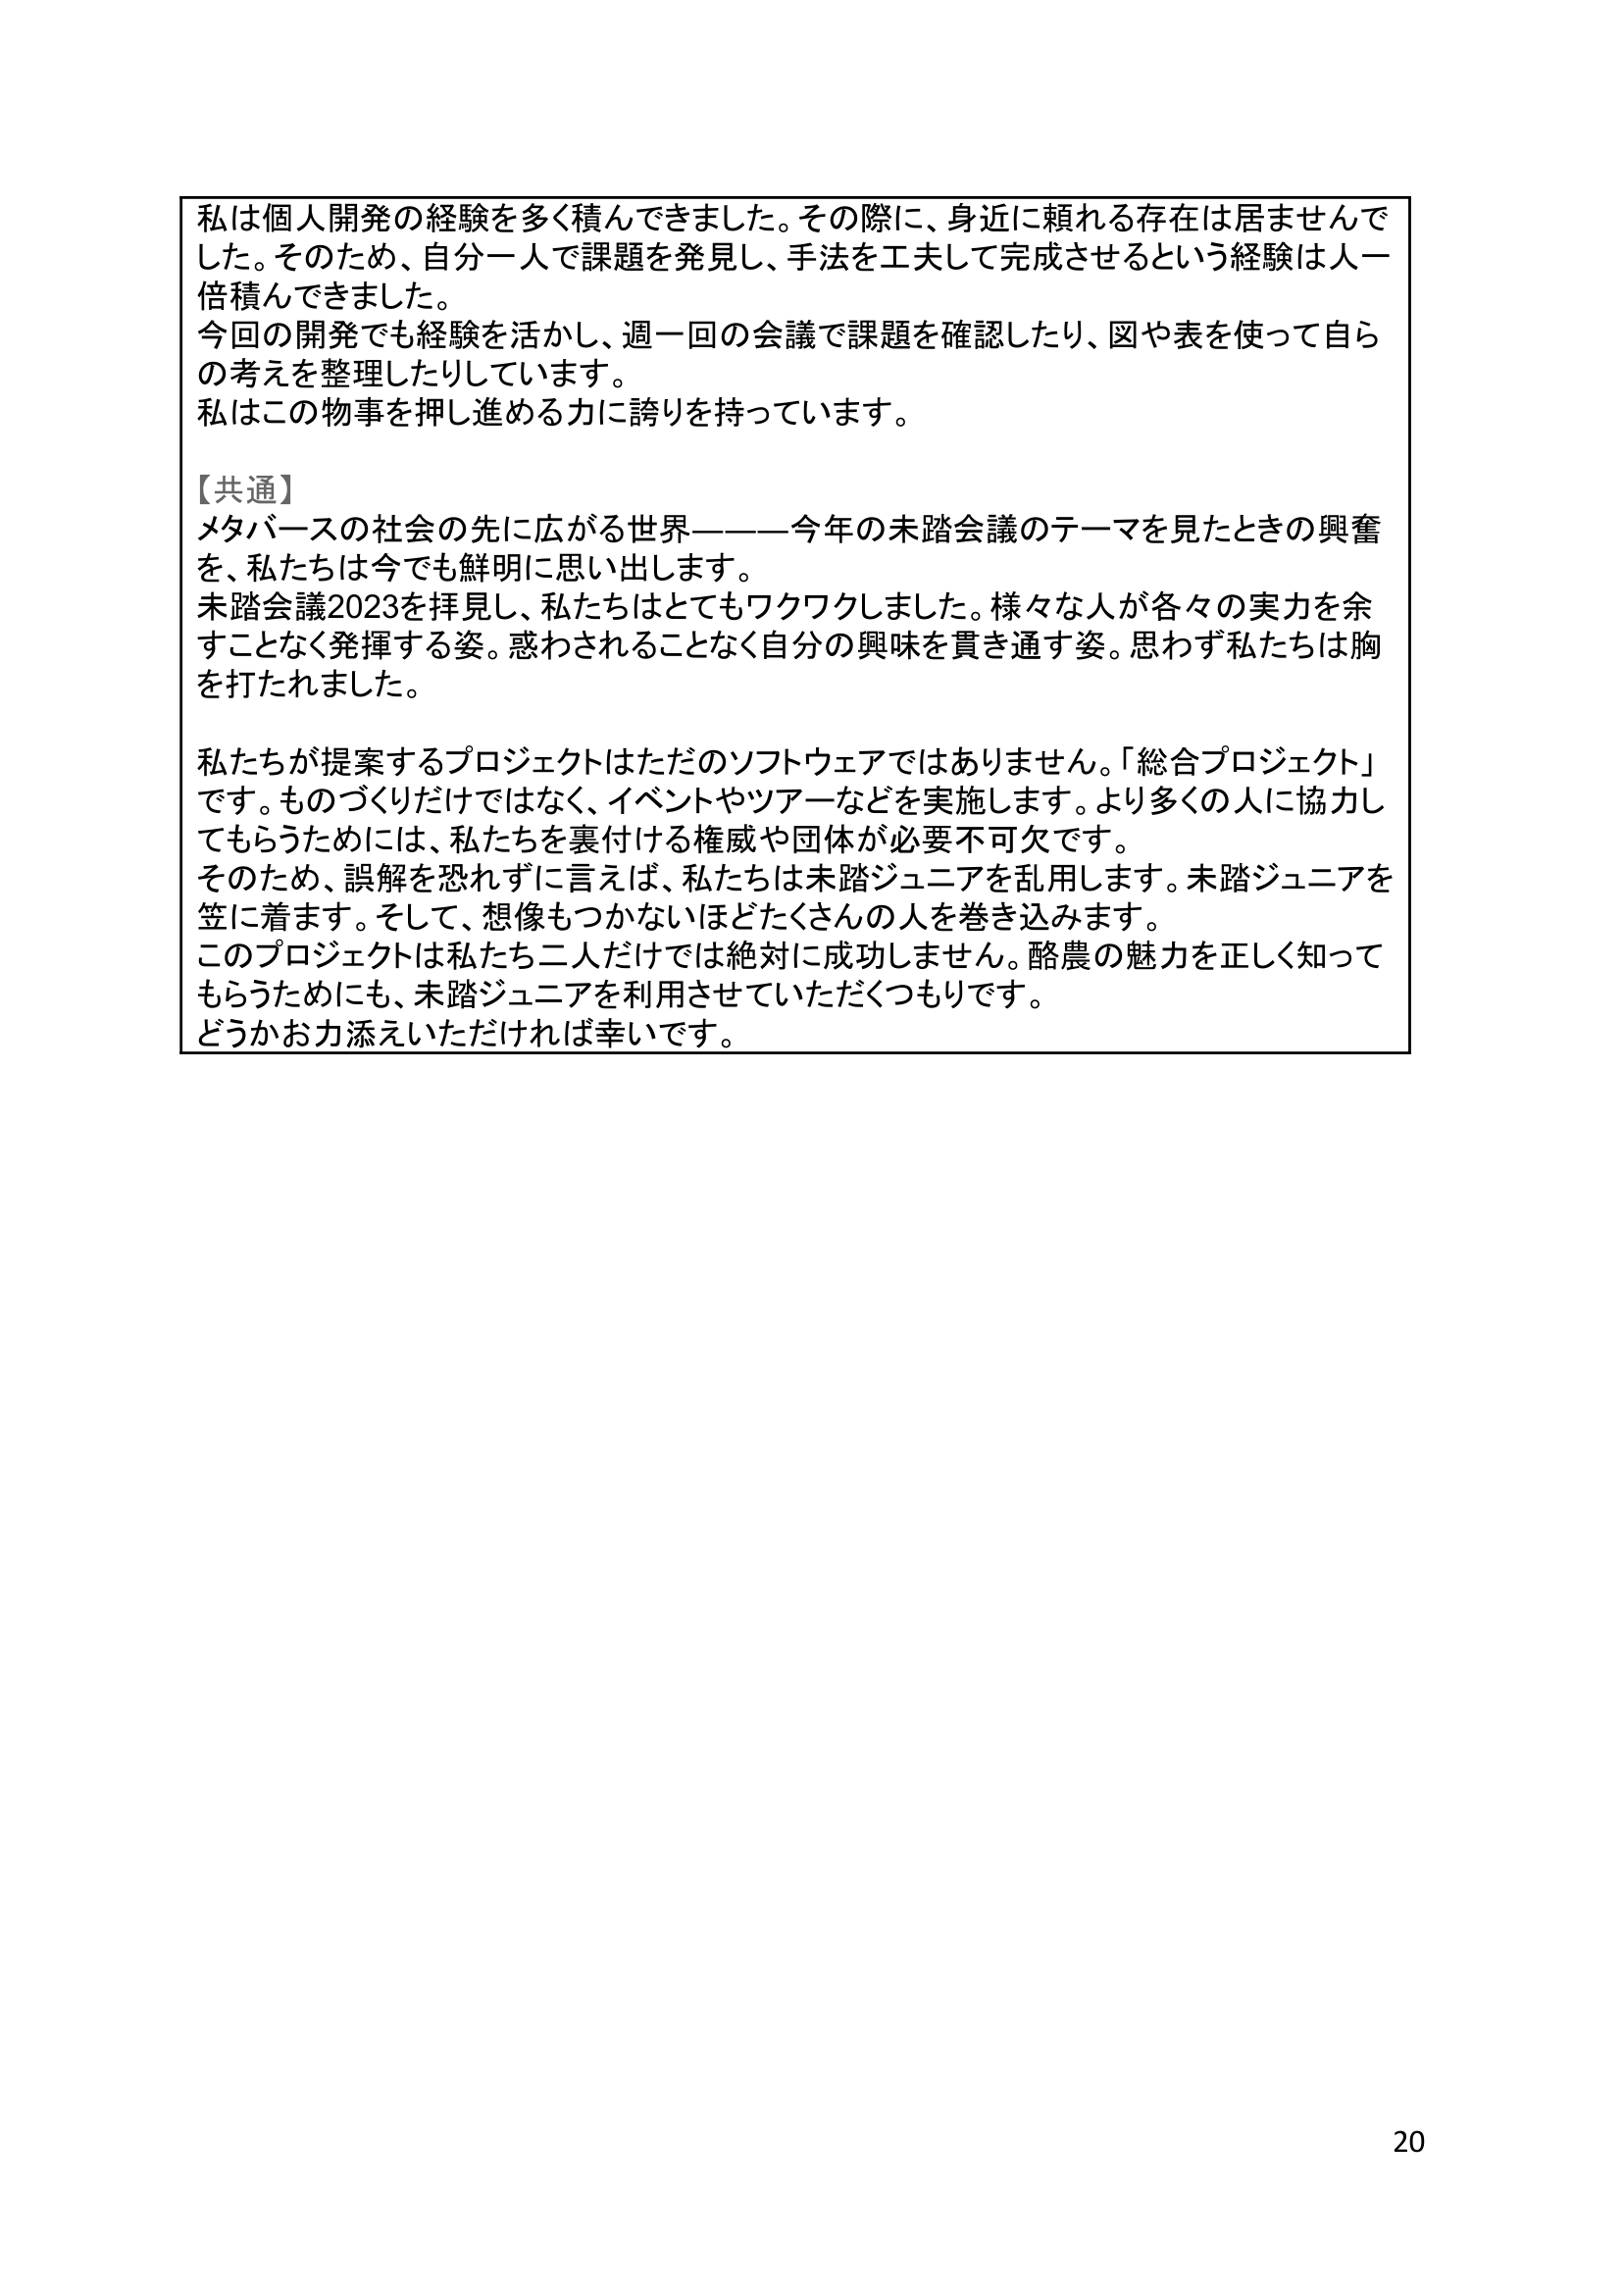 私は個人開発の経験を多く積んできました。その際に、身近に頼れる存在は居ませんで
した。そのため、自分一人で課題を発見し、手法を工夫して完成させるという経験は人一
倍積んできました。
今回の開発でも経験を活かし、週一回の会議で課題を確認したり、図や表を使って自ら
の考えを整理したりしています。
私はこの物事を押し進める力に誇りを持っています。
【共通】
メタバースの社会の先に広がる世界―――今年の未踏会議のテーマを見たときの興奮
を、私たちは今でも鮮明に思い出します。
未踏会議2023を拝見し、私たちはとてもワクワクしました。様々な人が各々の実力を余
すことなく発揮する姿。惑わされることなく自分の興味を貫き通す姿。思わず私たちは胸
を打たれました。
私たちが提案するプロジェクトはただのソフトウェアではありません。「総合プロジェクト」
です。ものづくりだけではなく、イベントやツアーなどを実施します。より多くの人に協力し
てもらうためには、私たちを裏付ける権威や団体が必要不可欠です。
そのため、誤解を恐れずに言えば、私たちは未踏ジュニアを乱用します。未踏ジュニアを
笠に着ます。そして、想像もつかないほどたくさんの人を巻き込みます。
このプロジェクトは私たち二人だけでは絶対に成功しません。酪農の魅力を正しく知って
もらうためにも、未踏ジュニアを利用させていただくつもりです。
どうかお力添えいただければ幸いです。
20